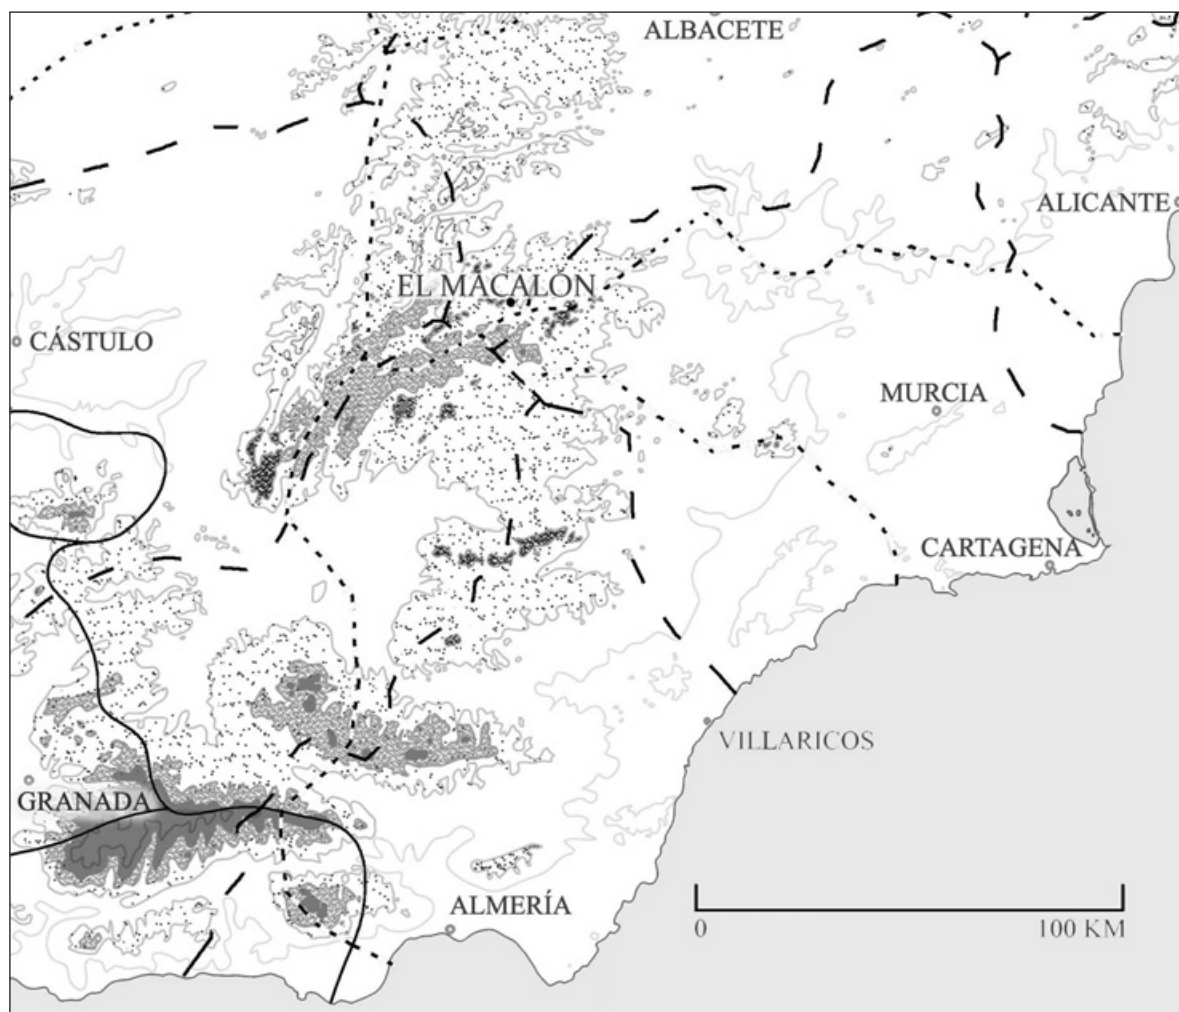 ALBACETE
ALICANTE
EL MACALÓN
CÁSTULO
MURCIA
CARTAGENA
VILLARICOS
GRANADA
ALMERÍA
0 100 KM